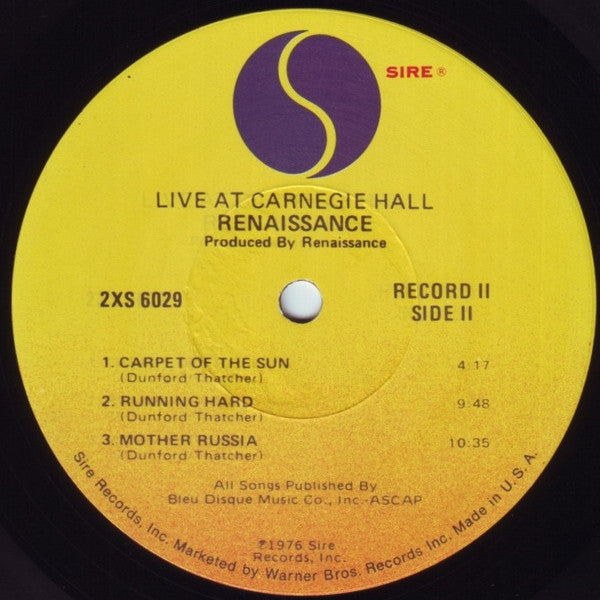 SIRE ®
LIVE AT CARNEGIE HALL
RENAISSANCE
Produced By Renaissance
2XS 6029
RECORD II
SIDE II
1. CARPET OF THE SUN 4:17
(Dunford Thatcher)
2. RUNNING HARD 9:48
(Dunford Thatcher)
3. MOTHER RUSSIA 10:35
(Dunford Thatcher)
All Songs Published By
Bleu Disque Music Co., Inc.-ASCAP
℗1976 Sire
Records, Inc.
Sire Records, Inc. Marketed by Warner Bros. Records Inc. Made in U.S.A.